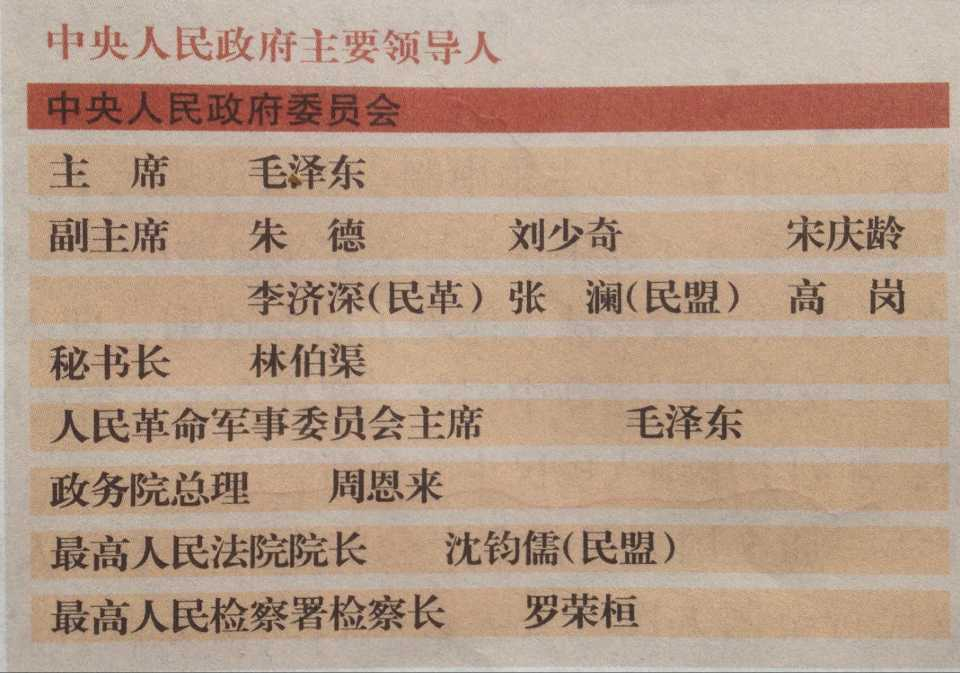 中央人民政府主要领导人
中央人民政府委员会
主　席　　毛泽东
副主席　　朱　德　　刘少奇　　宋庆龄
李济深(民革)　张　澜(民盟)　高　岗
秘书长　　林伯渠
人民革命军事委员会主席　　毛泽东
政务院总理　　周恩来
最高人民法院院长　　沈钧儒(民盟)
最高人民检察署检察长　　罗荣桓